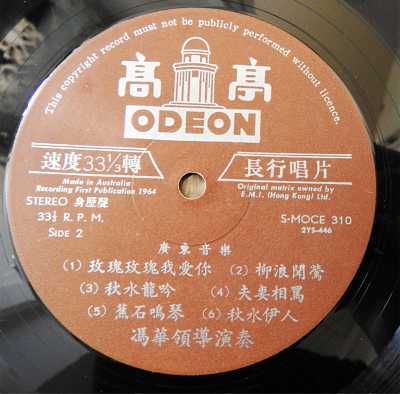 This copyright record must not be publicly performed without licence.
高亭
ODEON
速度33⅓轉
長行唱片
Made in Australia
Recording First Publication 1964
Original matrix owned by
E.M.I. (Hong Kong) Ltd.
STEREO 身歷聲
33⅓ R. P. M.
SIDE 2
S-MOCE 310
2YS-446
廣東音樂
(1) 玫瑰玫瑰我愛你 (2) 柳浪聞鶯
(3) 秋水龍吟 (4) 夫妻相罵
(5) 蕉石鳴琴 (6) 秋水伊人
馮華領導演奏